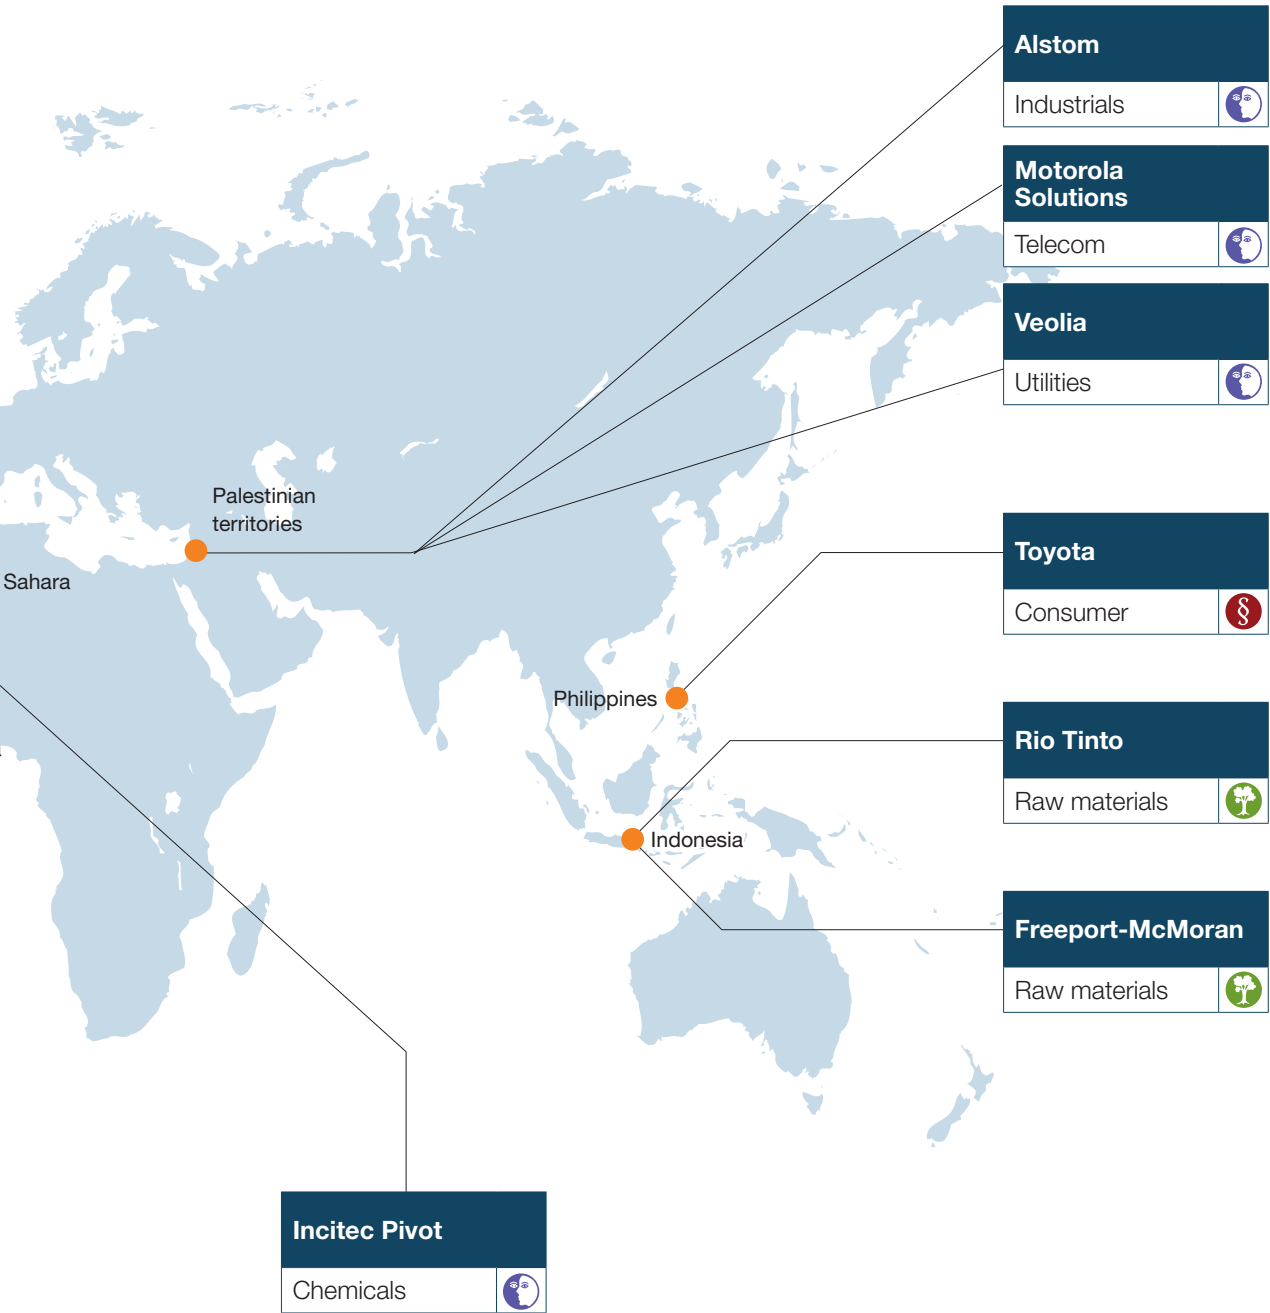 Alstom
Industrials
Motorola
Solutions
Telecom
Veolia
Utilities
Palestinian
territories
Sahara
Toyota
Consumer
§
Philippines
Rio Tinto
Raw materials
Indonesia
Freeport-McMoran
Raw materials
Incitec Pivot
Chemicals